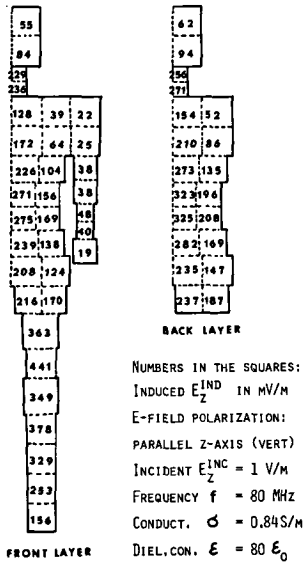 55
84
229
236
128 39 22
172 64 25
226 104 38
271 156 38
275 169 48
40
239 138 19
208 124
216 170
363
441
349
378
329
253
156
FRONT LAYER
62
94
256
271
154 52
210 86
273 135
323 196
325 208
282 169
235 147
237 187
BACK LAYER
NUMBERS IN THE SQUARES:
INDUCED E_Z^IND IN MV/M
E-FIELD POLARIZATION:
PARALLEL Z-AXIS (VERT)
INCIDENT E_Z^INC = 1 V/M
FREQUENCY f = 80 MHZ
CONDUCT. σ = 0.84S/M
DIEL.CON. ε = 80 ε₀